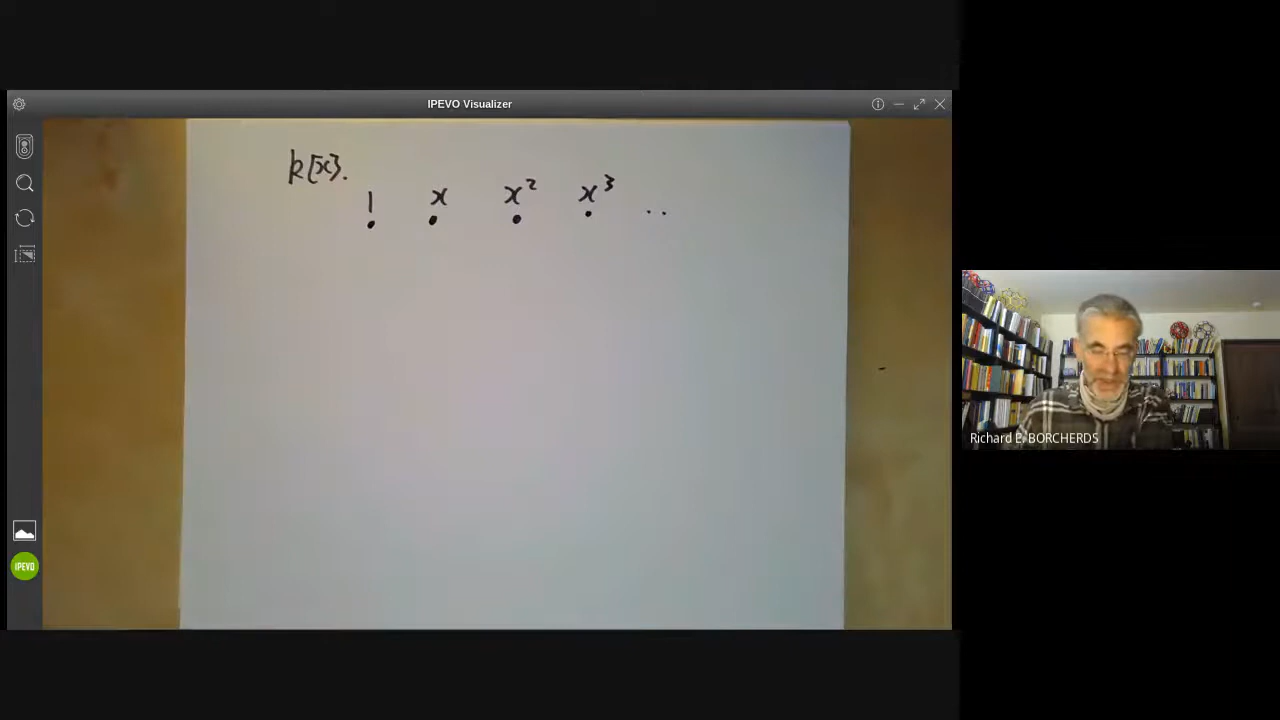 IPEVO Visualizer
k[x].
1 x x² x³ ..
IPEVO
Richard E. BORCHERDS